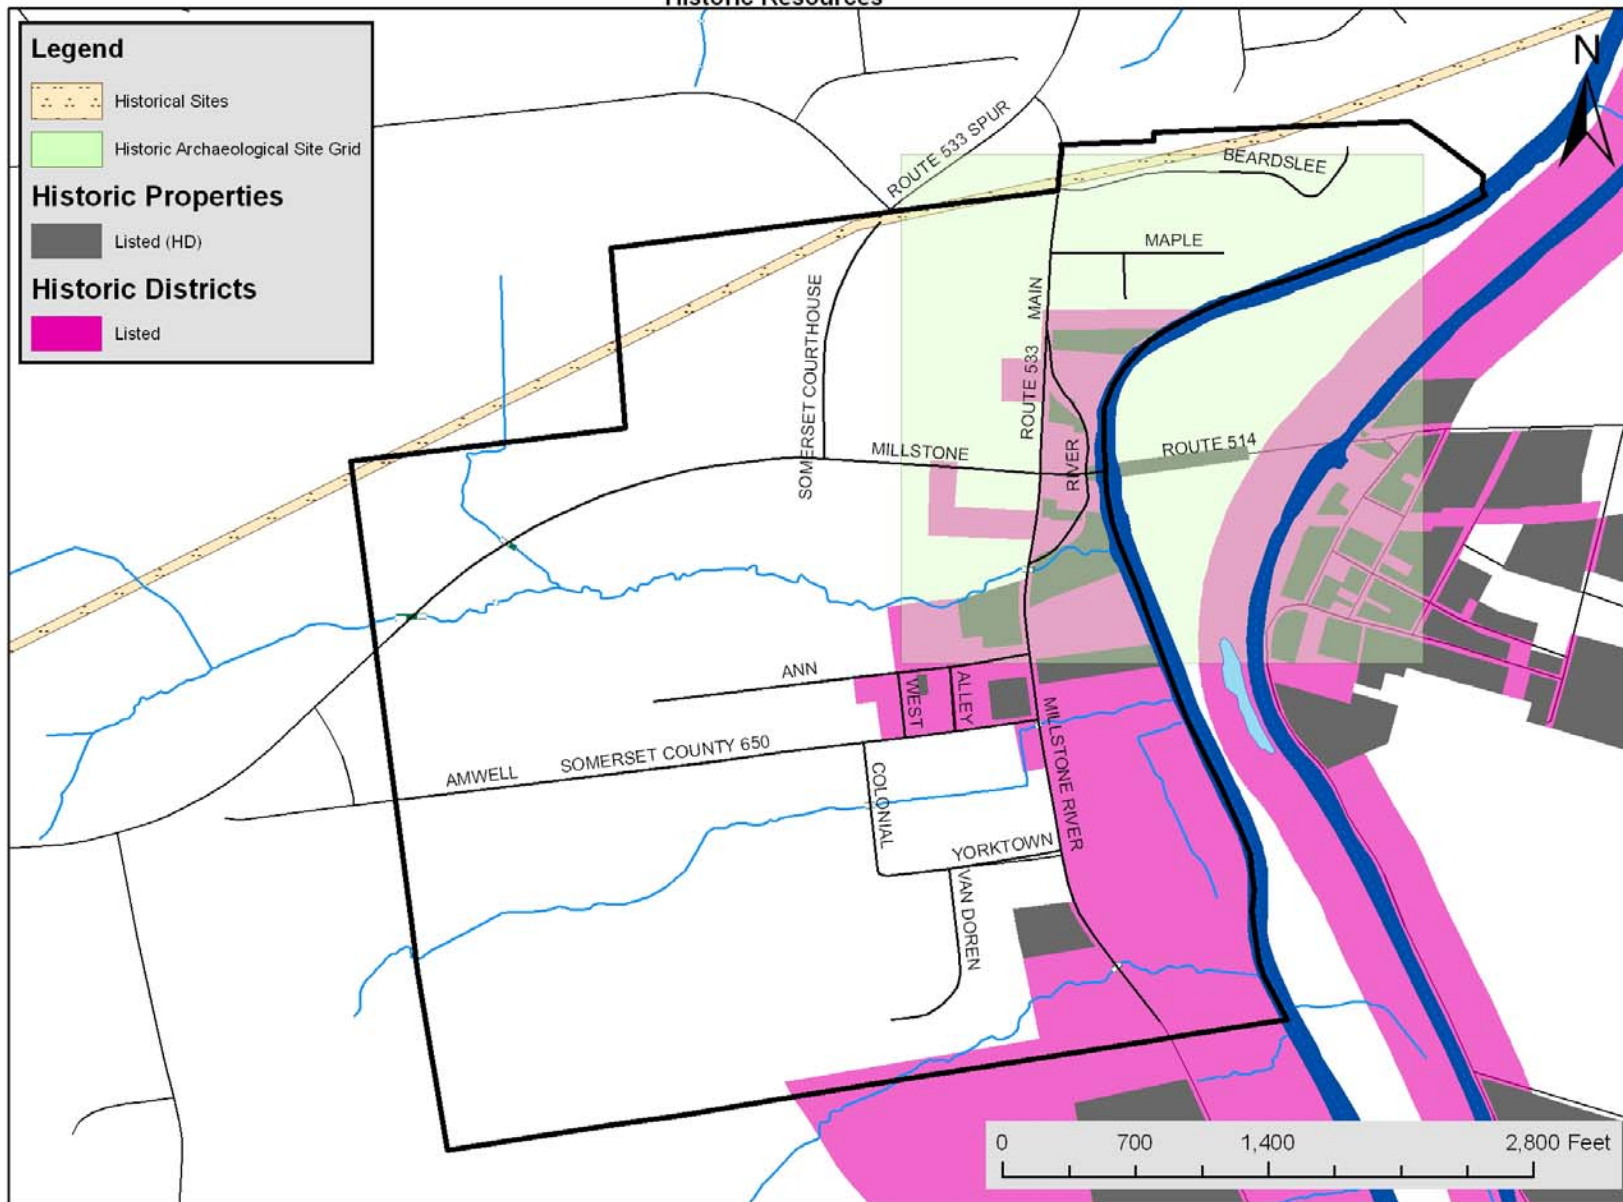 Historic Resources
Legend
Historical Sites
Historic Archaeological Site Grid
Historic Properties
Listed (HD)
Historic Districts
Listed
N
ROUTE 533 SPUR
BEARDSLEE
MAPLE
MAIN
ROUTE 533
SOMERSET COURTHOUSE
MILLSTONE
ROUTE 514
RIVER
ANN
WEST
ALLEY
MILLSTONE RIVER
SOMERSET COUNTY 650
AMWELL
COLONIAL
YORKTOWN
VAN DOREN
0 700 1,400 2,800 Feet